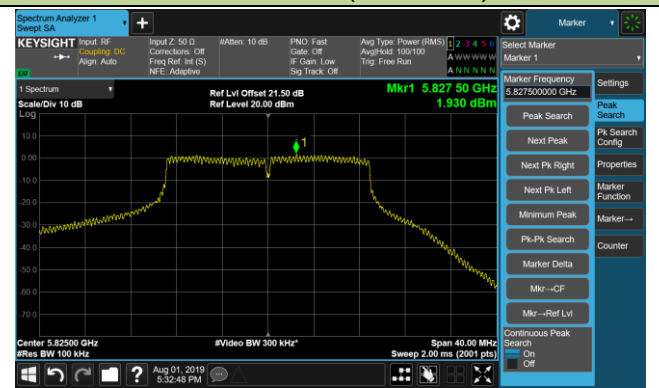 Spectrum Analyzer 1
Swept SA
Marker
KEYSIGHT
Input: RF
Coupling: DC
Align: Auto
Input Z: 50 Ω
Corrections: Off
Freq Ref: Int (S)
NFE: Adaptive
#Atten: 10 dB
PNO: Fast
Gate: Off
IF Gain: Low
Sig Track: Off
Avg Type: Power (RMS)
Avg|Hold: 100/100
Trig: Free Run
1 2 3 4 5 6
A W W W W W
A N N N N N
LXI
Select Marker
Marker 1
1 Spectrum
Scale/Div 10 dB
Log
Ref Lvl Offset 21.50 dB
Ref Level 20.00 dBm
Mkr1 5.827 50 GHz
1.930 dBm
Marker Frequency
5.827500000 GHz
Settings
Peak Search
Peak
Search
Next Peak
Pk Search
Config
Next Pk Right
Properties
Next Pk Left
Marker
Function
Minimum Peak
Marker→
Pk-Pk Search
Counter
Marker Delta
Mkr→CF
Mkr→Ref Lvl
Continuous Peak
Search
On
Off
10.0
0.00
-10.0
-20.0
-30.0
-40.0
-50.0
-60.0
-70.0
1
Center 5.82500 GHz
#Res BW 100 kHz
#Video BW 300 kHz*
Span 40.00 MHz
Sweep 2.00 ms (2001 pts)
?
Aug 01, 2019
5:32:48 PM